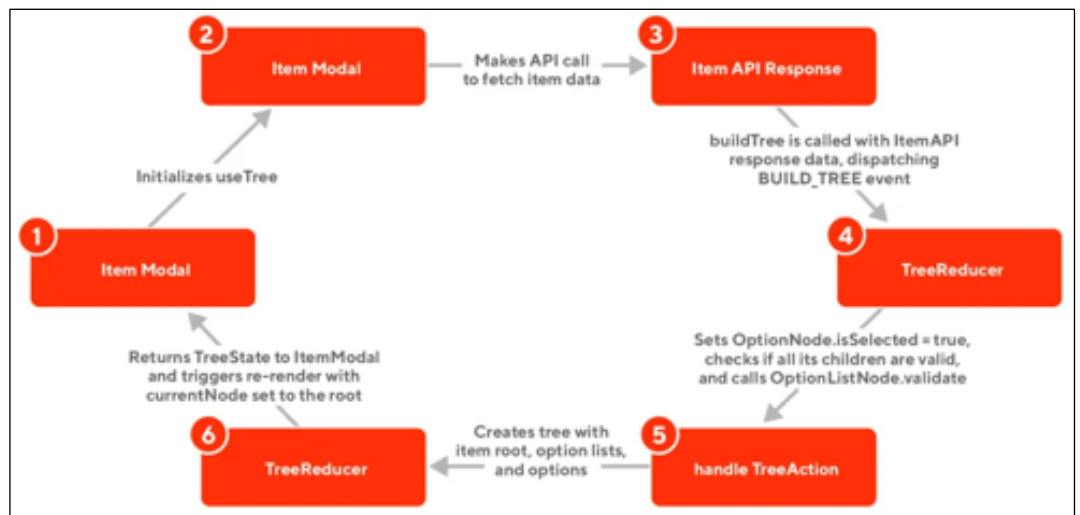 2
Item Modal
Makes API call
to fetch item data
3
Item API Response
Initializes useTree
buildTree is called with ItemAPI
response data, dispatching
BUILD_TREE event
1
Item Modal
4
TreeReducer
Returns TreeState to ItemModal
and triggers re-render with
currentNode set to the root
Sets OptionNode.isSelected = true,
checks if all its children are valid,
and calls OptionListNode.validate
6
TreeReducer
Creates tree with
item root, option lists,
and options
5
handle TreeAction